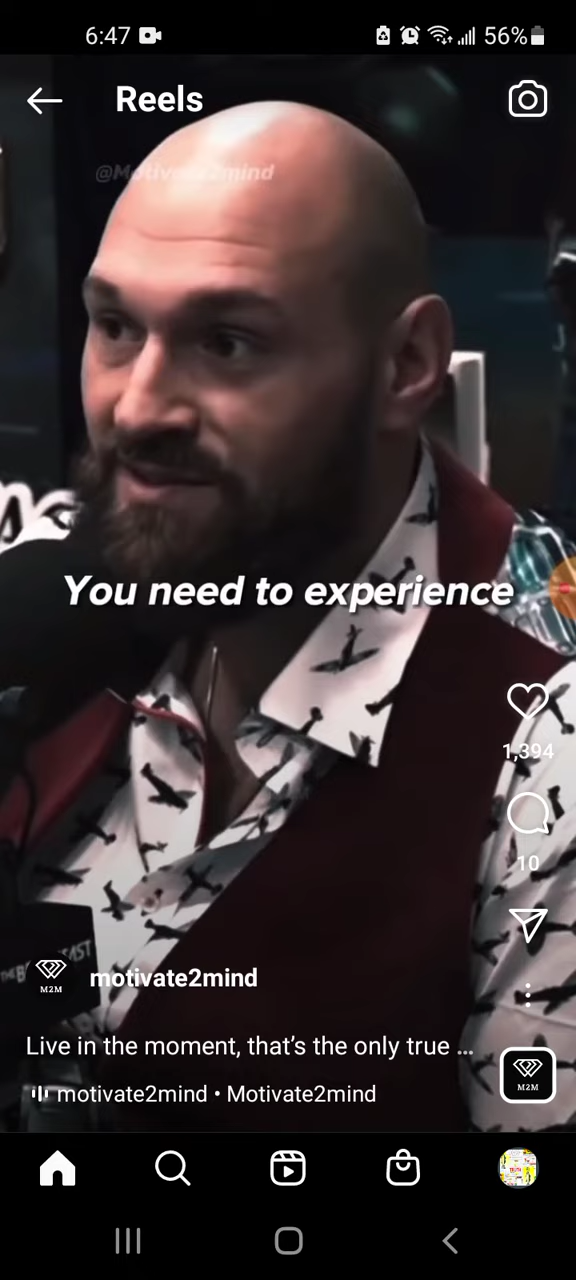 6:47
56%
Reels
@Motivate2mind
You need to experience
1,394
10
M2M
motivate2mind
Live in the moment, that’s the only true ...
motivate2mind • Motivate2mind
M2M